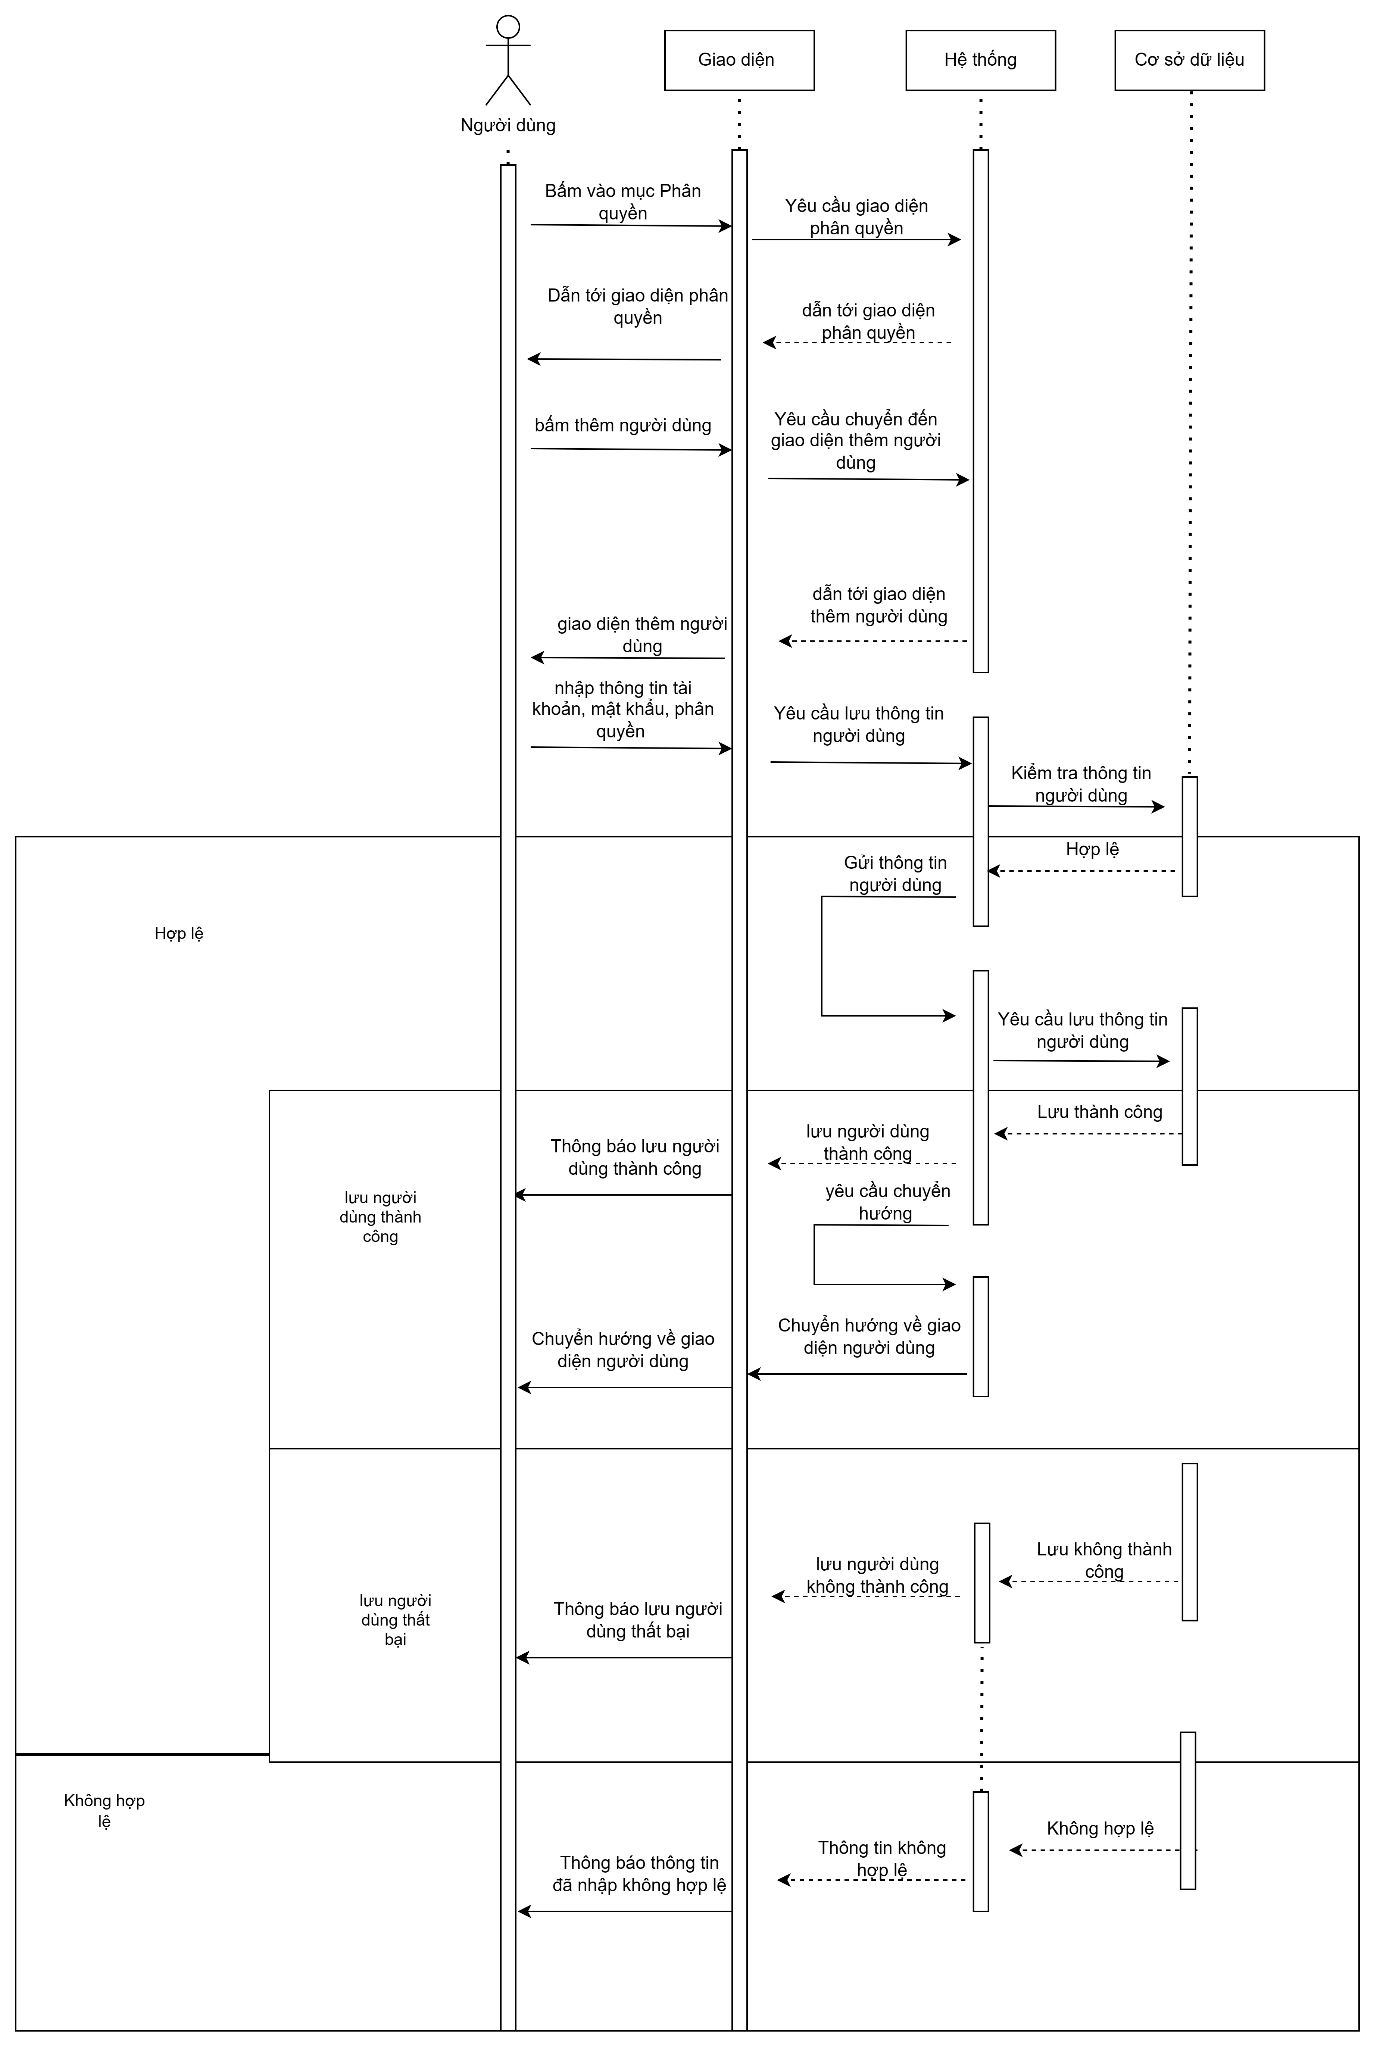 Người dùng
Giao diện
Hệ thống
Cơ sở dữ liệu
Bấm vào mục Phân
quyền
Yêu cầu giao diện
phân quyền
Dẫn tới giao diện phân
quyền
dẫn tới giao diện
phân quyền
bấm thêm người dùng
Yêu cầu chuyển đến
giao diện thêm người
dùng
dẫn tới giao diện
thêm người dùng
giao diện thêm người
dùng
nhập thông tin tài
khoản, mật khẩu, phân
quyền
Yêu cầu lưu thông tin
người dùng
Kiểm tra thông tin
người dùng
Hợp lệ
Gửi thông tin
người dùng
Hợp lệ
Yêu cầu lưu thông tin
người dùng
Lưu thành công
lưu người dùng
thành công
Thông báo lưu người
dùng thành công
lưu người
dùng thành
công
yêu cầu chuyển
hướng
Chuyển hướng về giao
diện người dùng
Chuyển hướng về giao
diện người dùng
Lưu không thành
công
lưu người dùng
không thành công
lưu người
dùng thất
bại
Thông báo lưu người
dùng thất bại
Không hợp
lệ
Không hợp lệ
Thông tin không
hợp lệ
Thông báo thông tin
đã nhập không hợp lệ